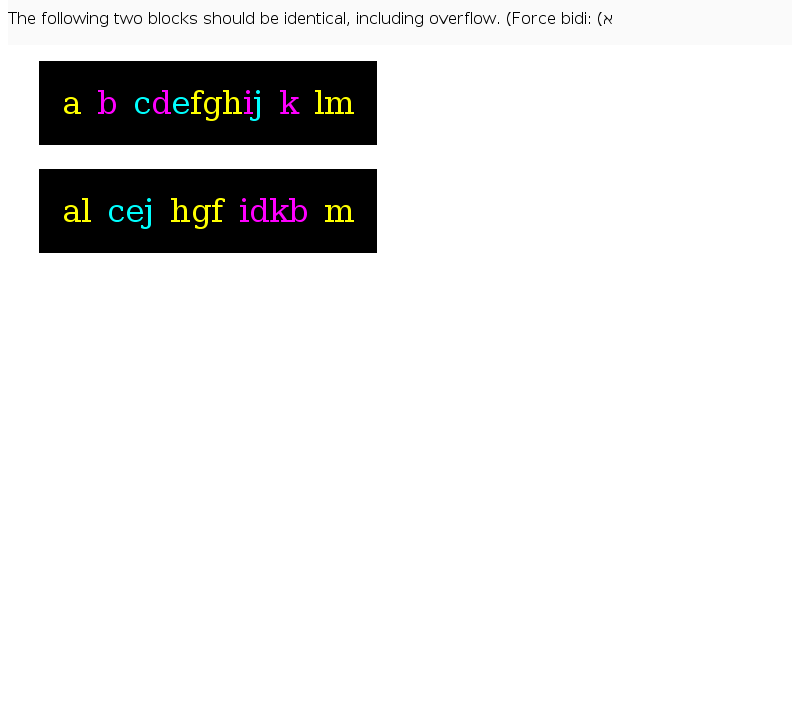 The following two blocks should be identical, including overflow. (Force bidi: (א
a b cdefghij k lm
al cej hgf idkb m